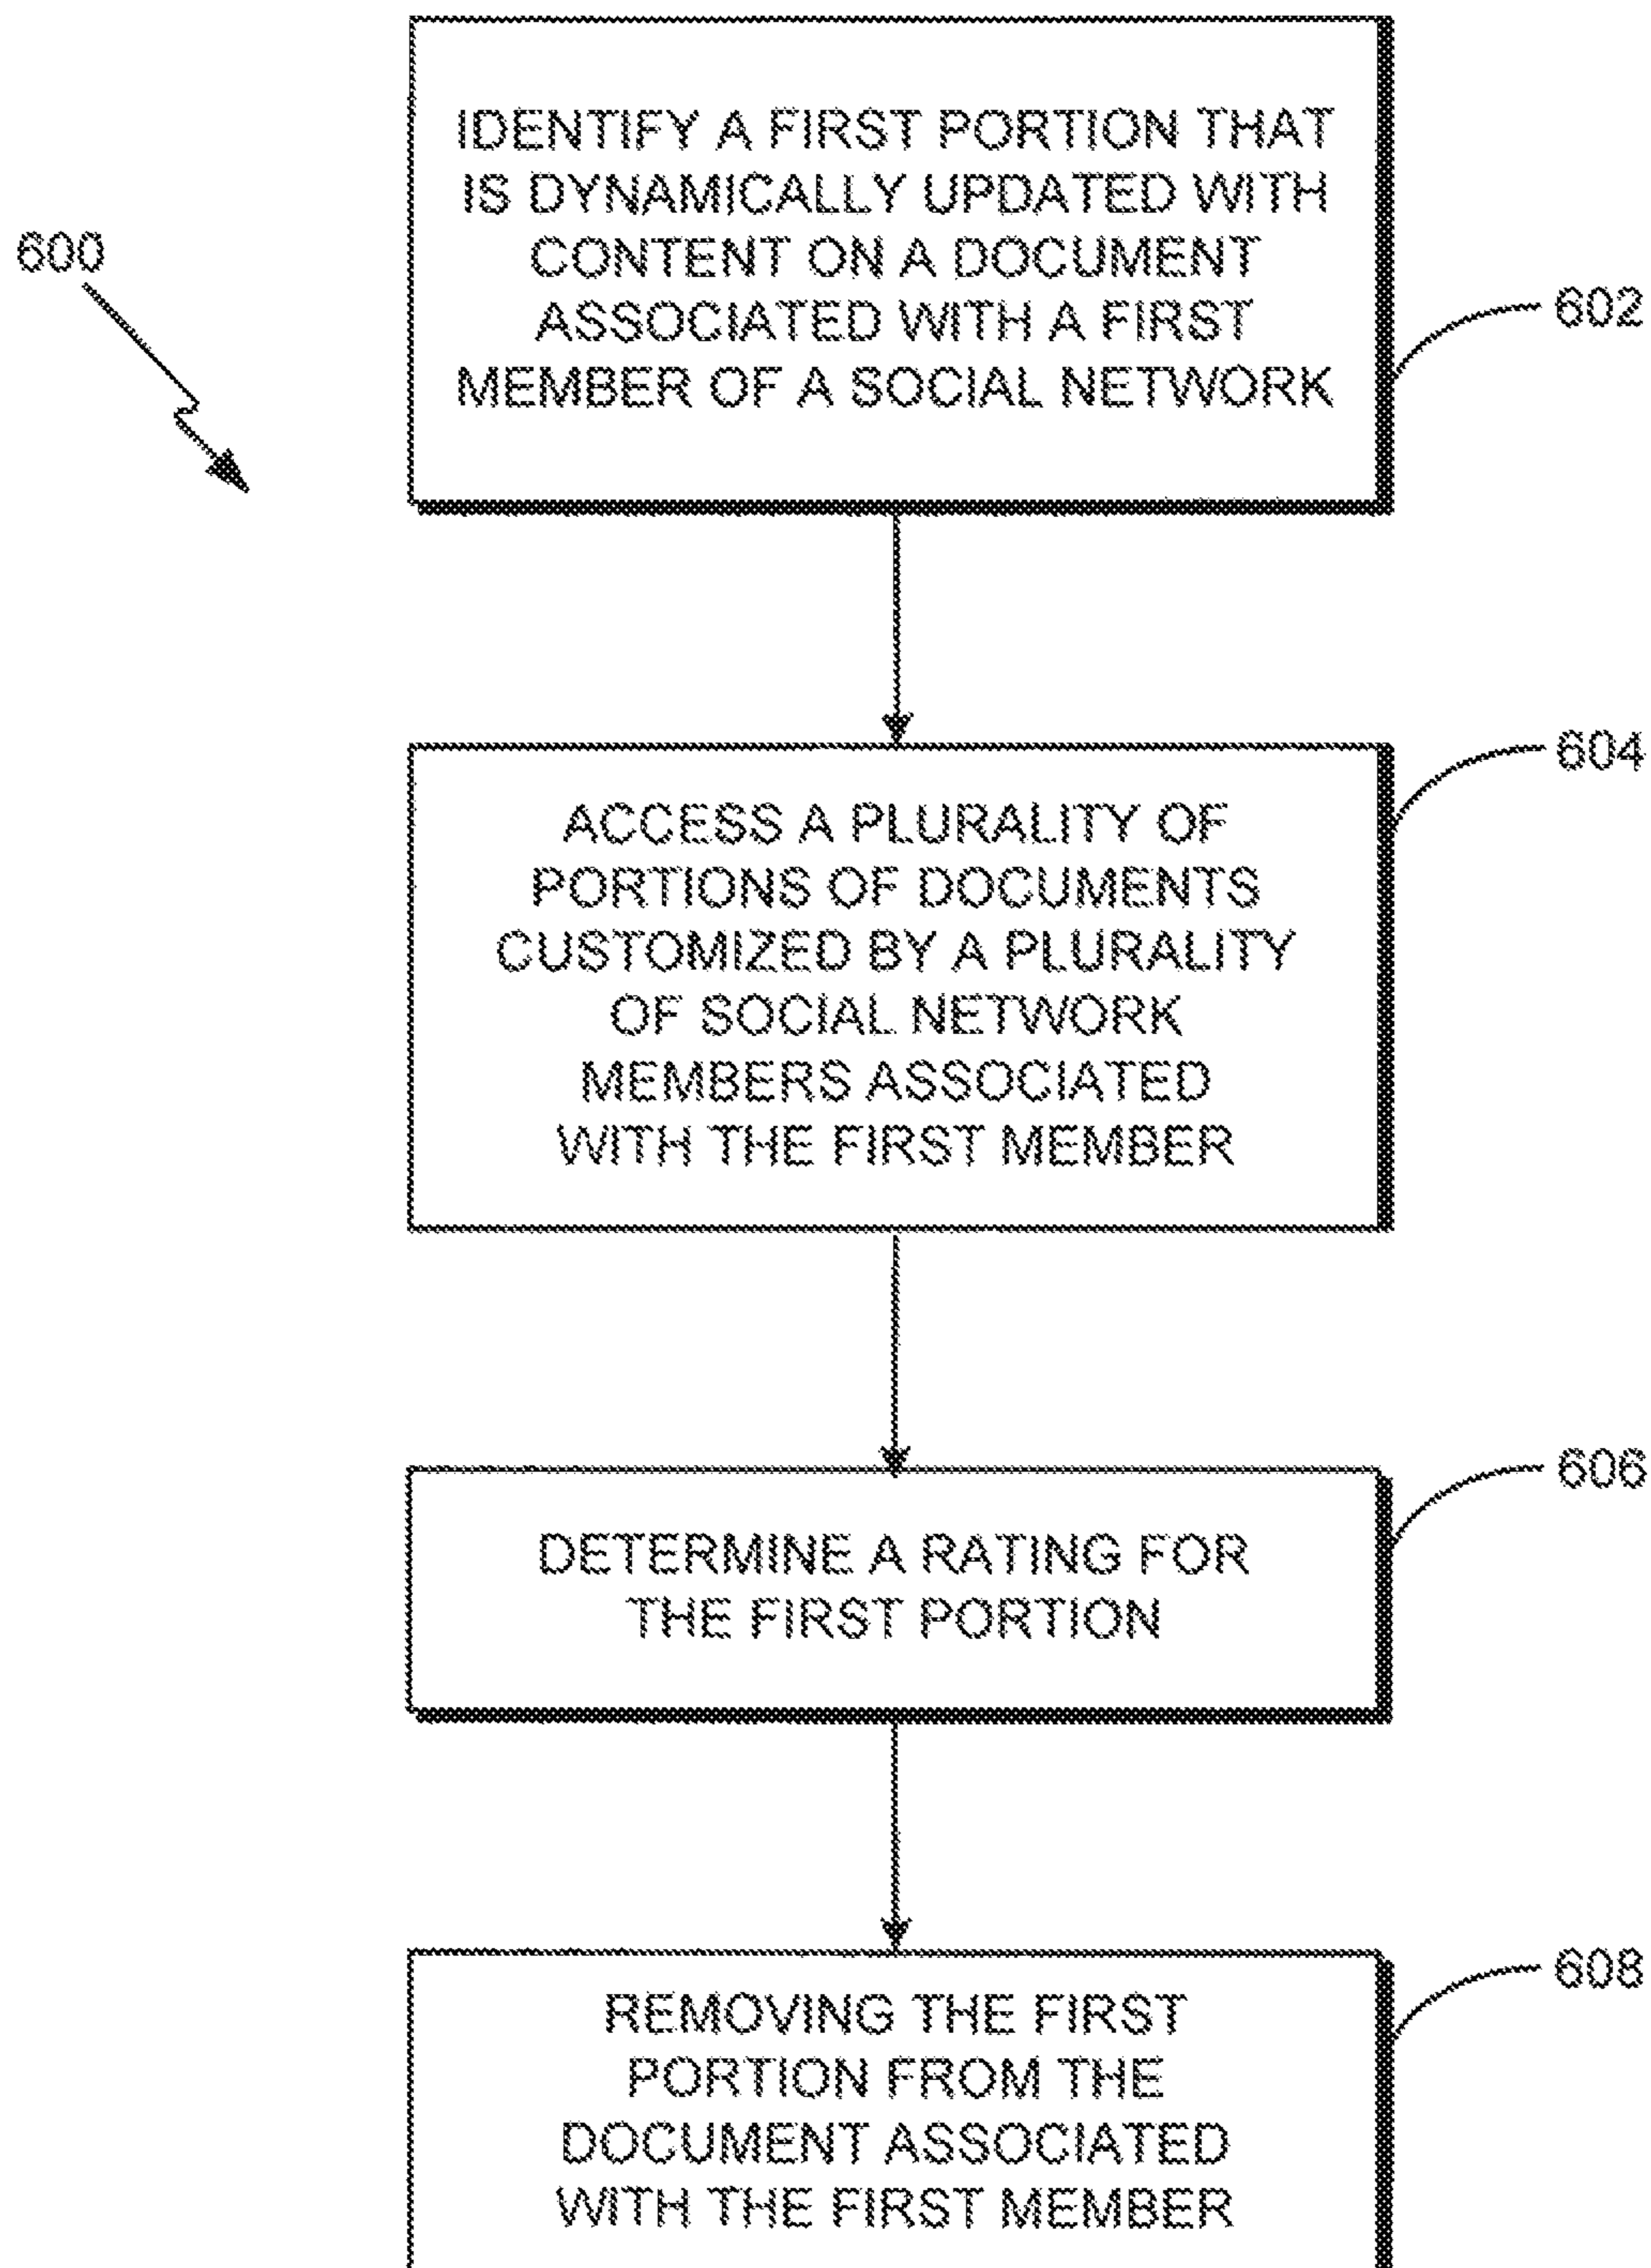 600
IDENTIFY A FIRST PORTION THAT
IS DYNAMICALLY UPDATED WITH
CONTENT ON A DOCUMENT
ASSOCIATED WITH A FIRST
MEMBER OF A SOCIAL NETWORK
602
ACCESS A PLURALITY OF
PORTIONS OF DOCUMENTS
CUSTOMIZED BY A PLURALITY
OF SOCIAL NETWORK
MEMBERS ASSOCIATED
WITH THE FIRST MEMBER
604
DETERMINE A RATING FOR
THE FIRST PORTION
606
REMOVING THE FIRST
PORTION FROM THE
DOCUMENT ASSOCIATED
WITH THE FIRST MEMBER
608